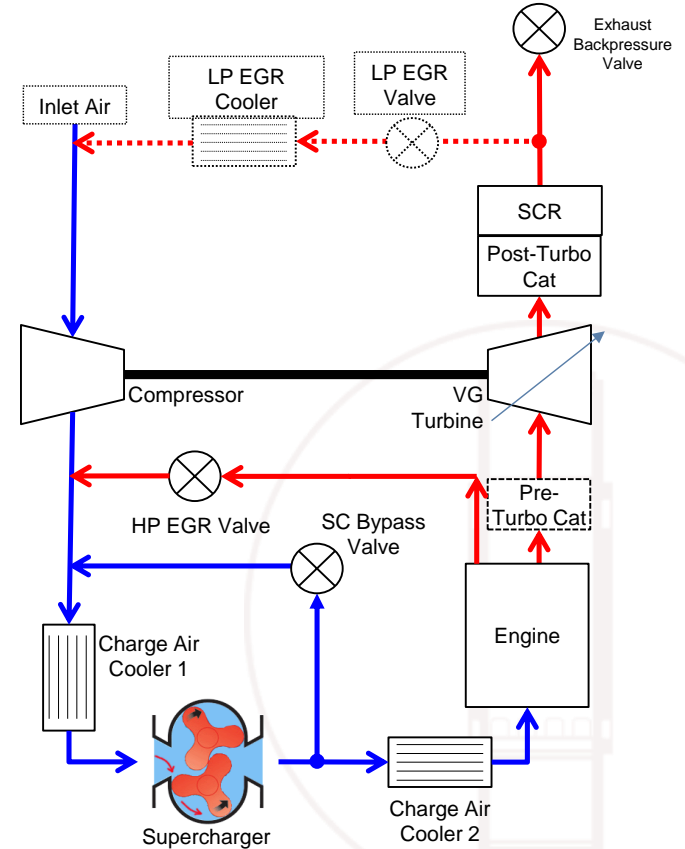 Exhaust
Backpressure
Valve
LP EGR
Cooler
LP EGR
Valve
Inlet Air
SCR
Post-Turbo
Cat
Compressor
VG
Turbine
Pre-
Turbo Cat
HP EGR Valve
SC Bypass
Valve
Engine
Charge Air
Cooler 1
Charge Air
Cooler 2
Supercharger